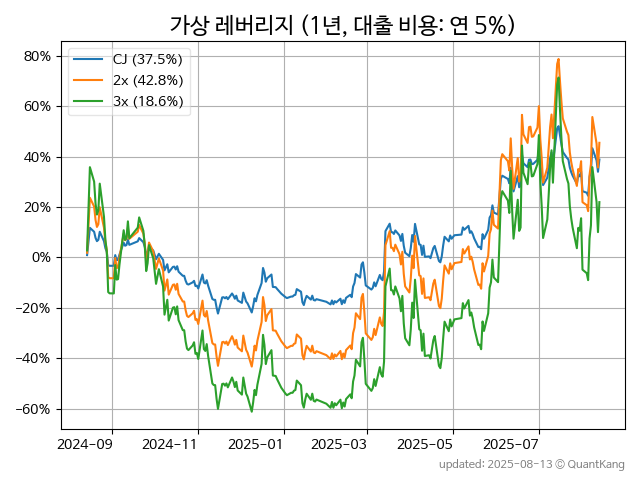 가상 레버리지 (1년, 대출 비용: 연 5%)
CJ (37.5%)
2x (42.8%)
3x (18.6%)
80%
60%
40%
20%
0%
−20%
−40%
−60%
2024-09
2024-11
2025-01
2025-03
2025-05
2025-07
updated: 2025-08-13 © QuantKang